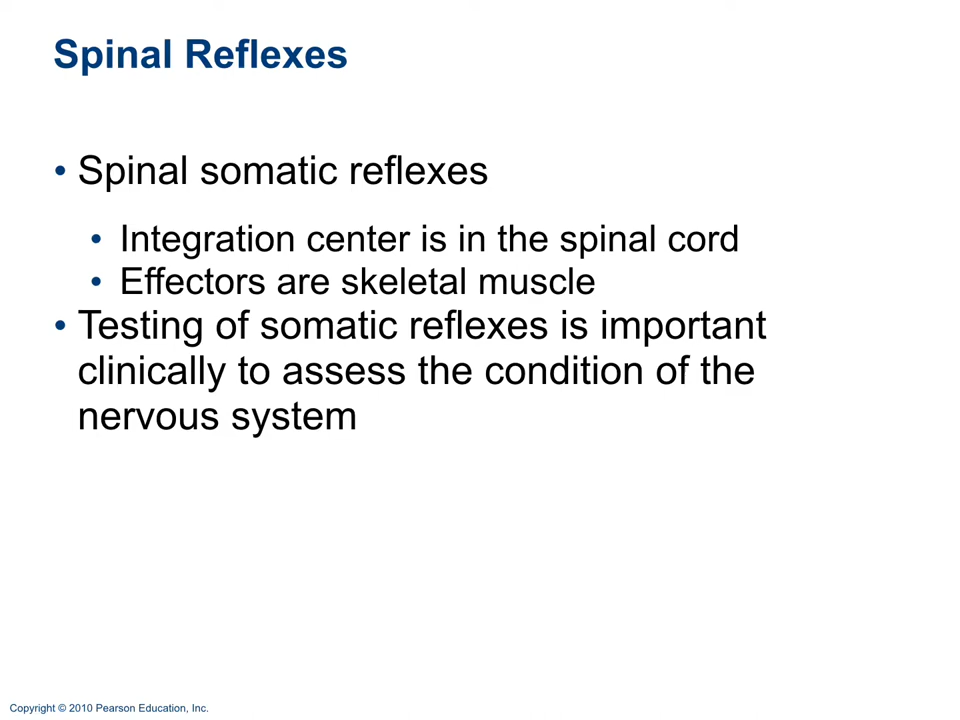 Spinal Reflexes
• Spinal somatic reflexes
• Integration center is in the spinal cord
• Effectors are skeletal muscle
• Testing of somatic reflexes is important
clinically to assess the condition of the
nervous system
Copyright © 2010 Pearson Education, Inc.